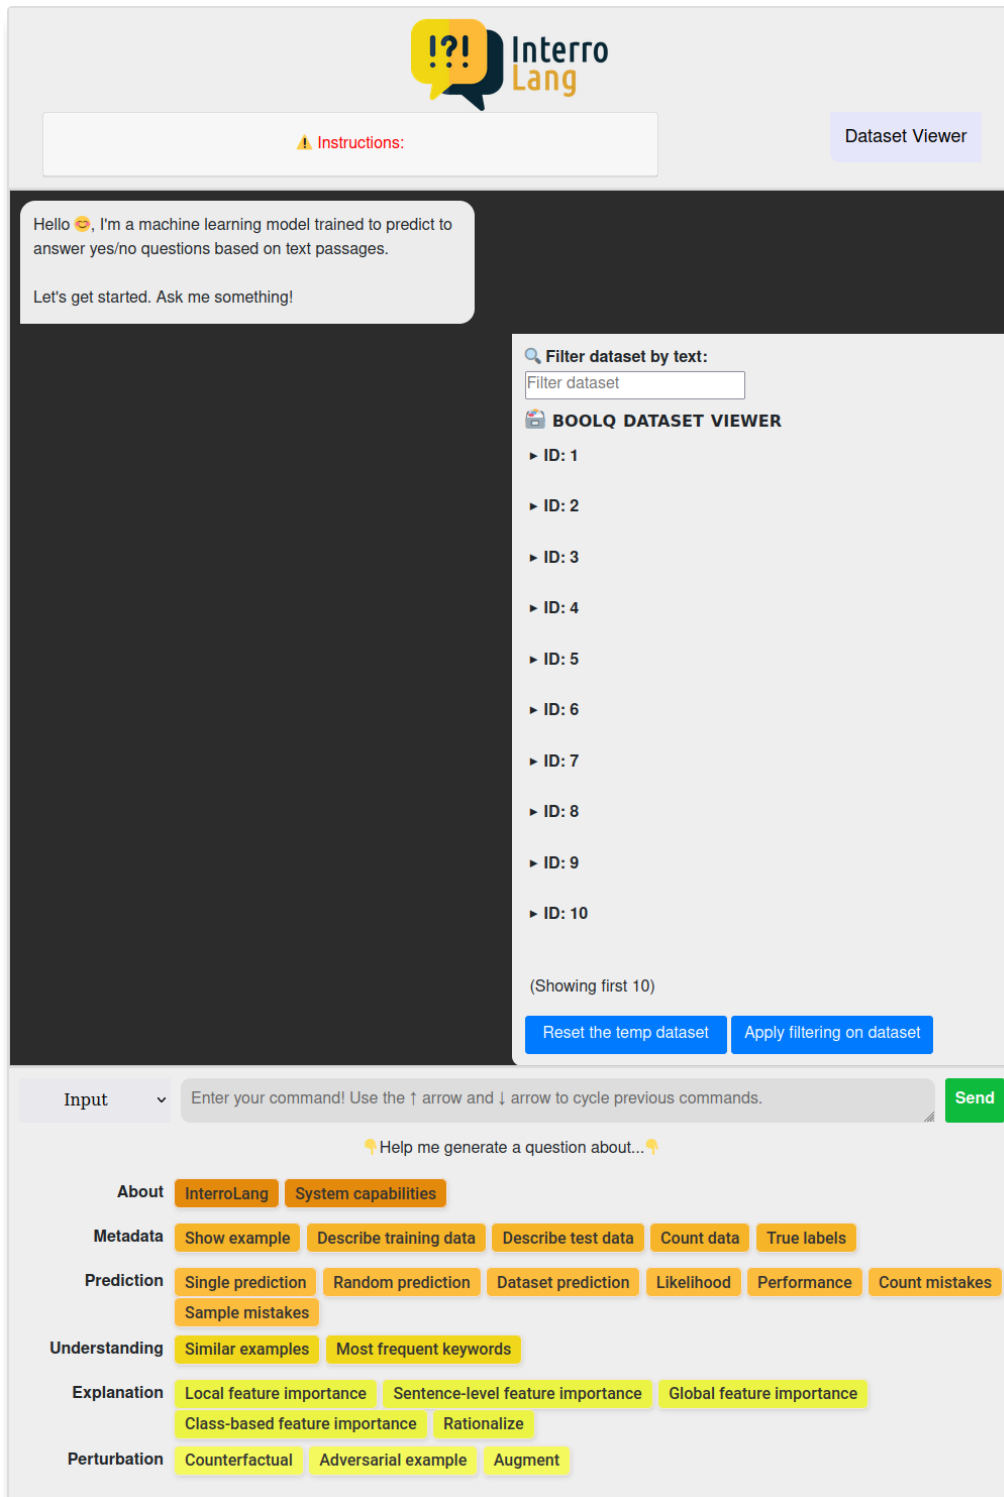 !?!
Interro
Lang
⚠ Instructions:
Dataset Viewer
Hello 😊, I'm a machine learning model trained to predict to
answer yes/no questions based on text passages.
Let's get started. Ask me something!
🔍 Filter dataset by text:
Filter dataset
🗃 BOOLQ DATASET VIEWER
▸ ID: 1
▸ ID: 2
▸ ID: 3
▸ ID: 4
▸ ID: 5
▸ ID: 6
▸ ID: 7
▸ ID: 8
▸ ID: 9
▸ ID: 10
(Showing first 10)
Reset the temp dataset Apply filtering on dataset
Input Enter your command! Use the ↑ arrow and ↓ arrow to cycle previous commands. Send
👇Help me generate a question about...👇
About InterroLang System capabilities
Metadata Show example Describe training data Describe test data Count data True labels
Prediction Single prediction Random prediction Dataset prediction Likelihood Performance Count mistakes
Sample mistakes
Understanding Similar examples Most frequent keywords
Explanation Local feature importance Sentence-level feature importance Global feature importance
Class-based feature importance Rationalize
Perturbation Counterfactual Adversarial example Augment